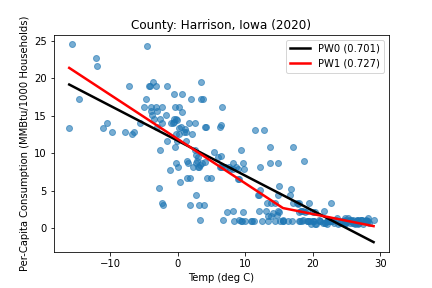 County: Harrison, Iowa (2020)
Per-Capita Consumption (MMBtu/1000 Households)
25
20
15
10
5
0
PW0 (0.701)
PW1 (0.727)
−10
0
10
20
30
Temp (deg C)